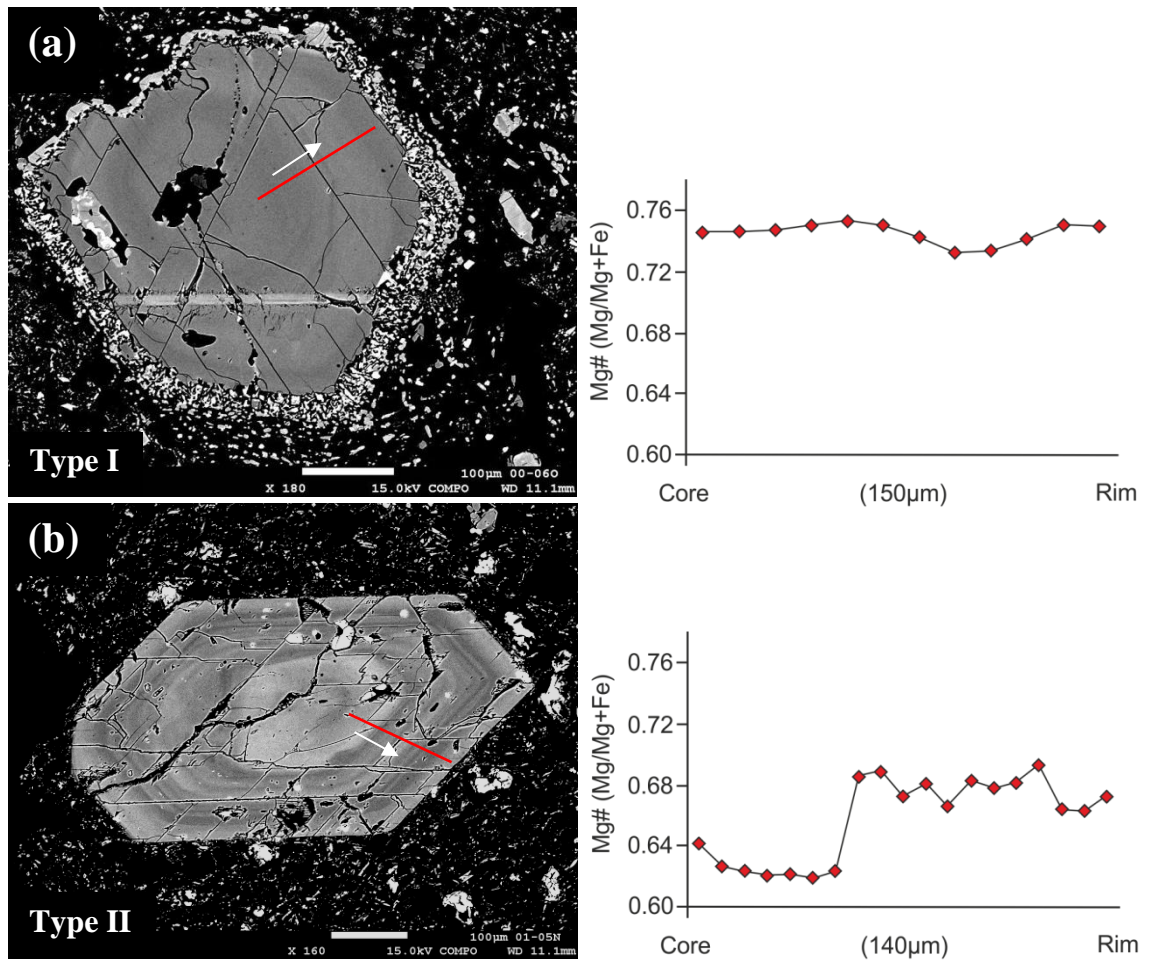 (a)
Type I
100µm 00-06O
X 180 15.0kV COMPO WD 11.1mm
Mg# (Mg/Mg+Fe)
0.76
0.72
0.68
0.64
0.60
Core (150µm) Rim
(b)
Type II
100µm 01-05N
X 160 15.0kV COMPO WD 11.1mm
Mg# (Mg/Mg+Fe)
0.76
0.72
0.68
0.64
0.60
Core (140µm) Rim